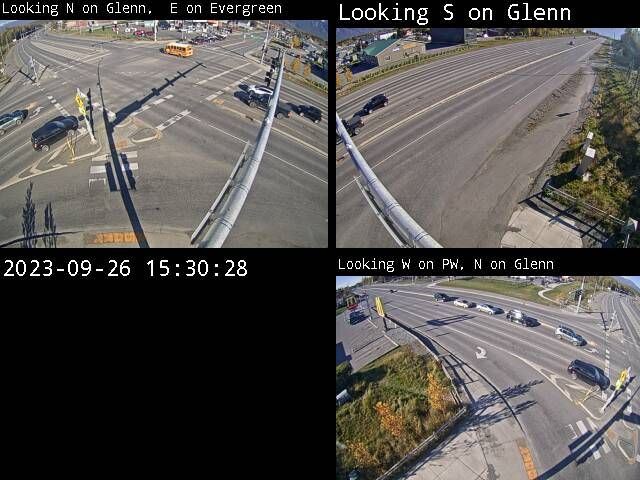 Looking N on Glenn,  E on Evergreen
Looking S on Glenn
2023-09-26 15:30:28
Looking W on PW, N on Glenn